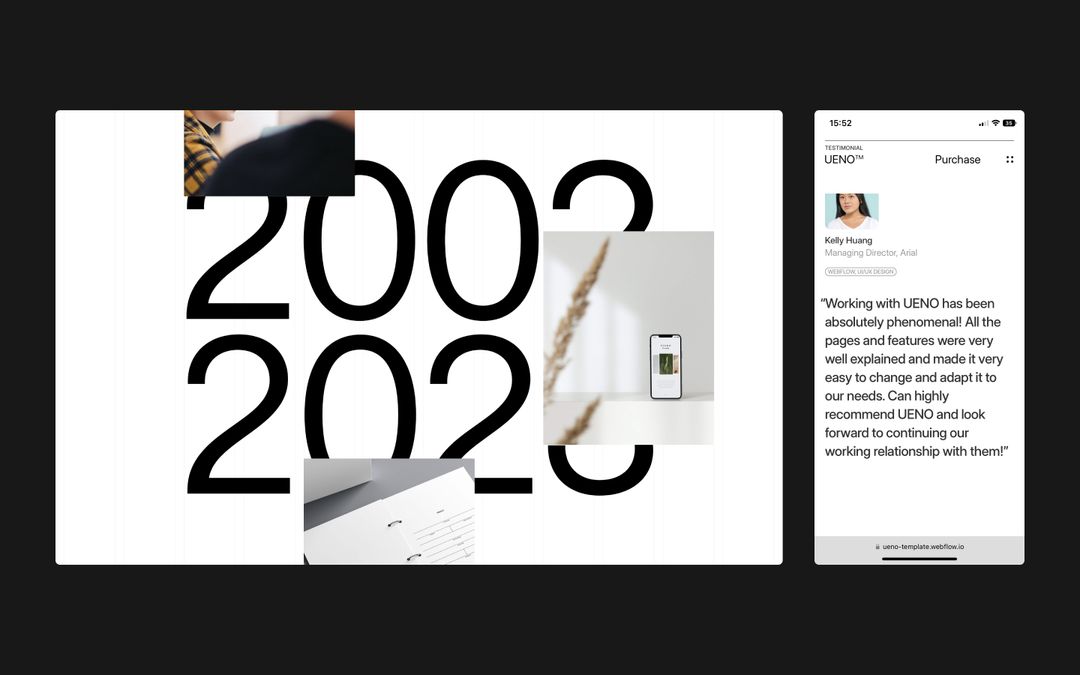 200
202
15:52
35
TESTIMONIAL
UENO™
Purchase
Kelly Huang
Managing Director, Arial
WEBFLOW, UI/UX DESIGN
“Working with UENO has been
absolutely phenomenal! All the
pages and features were very
well explained and made it very
easy to change and adapt it to
our needs. Can highly
recommend UENO and look
forward to continuing our
working relationship with them!”
ueno-template.webflow.io